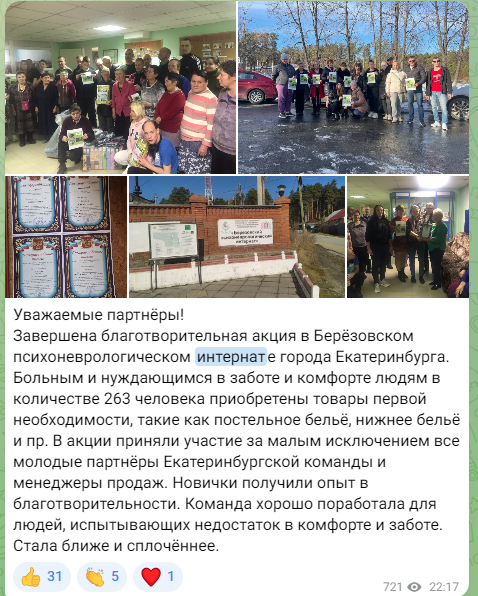 «Березовский
психоневрологический
интернат»
Уважаемые партнёры!
Завершена благотворительная акция в Берёзовском
психоневрологическом интернате города Екатеринбурга.
Больным и нуждающимся в заботе и комфорте людям в
количестве 263 человека приобретены товары первой
необходимости, такие как постельное бельё, нижнее бельё
и пр. В акции приняли участие за малым исключением все
молодые партнёры Екатеринбургской команды и
менеджеры продаж. Новички получили опыт в
благотворительности. Команда хорошо поработала для
людей, испытывающих недостаток в комфорте и заботе.
Стала ближе и сплочённее.
31 5 1
721 22:17